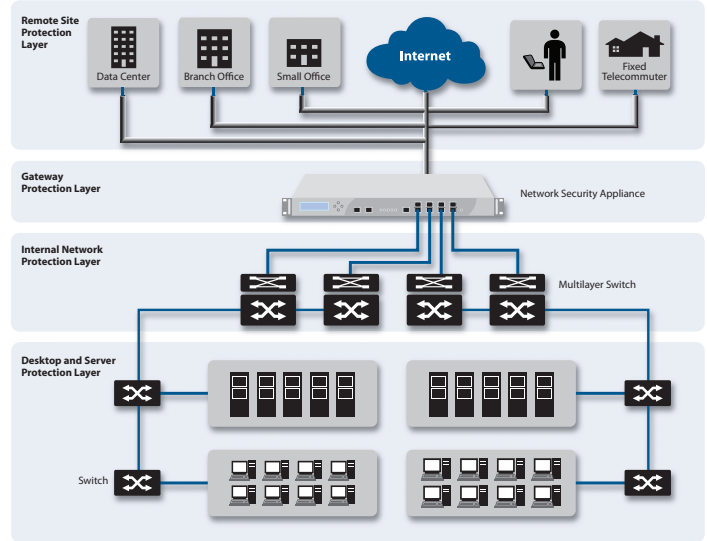 Remote Site
Protection
Layer
Data Center
Branch Office
Small Office
Internet
Fixed
Telecommuter
Gateway
Protection Layer
Network Security Appliance
Internal Network
Protection Layer
Multilayer Switch
Desktop and Server
Protection Layer
Switch